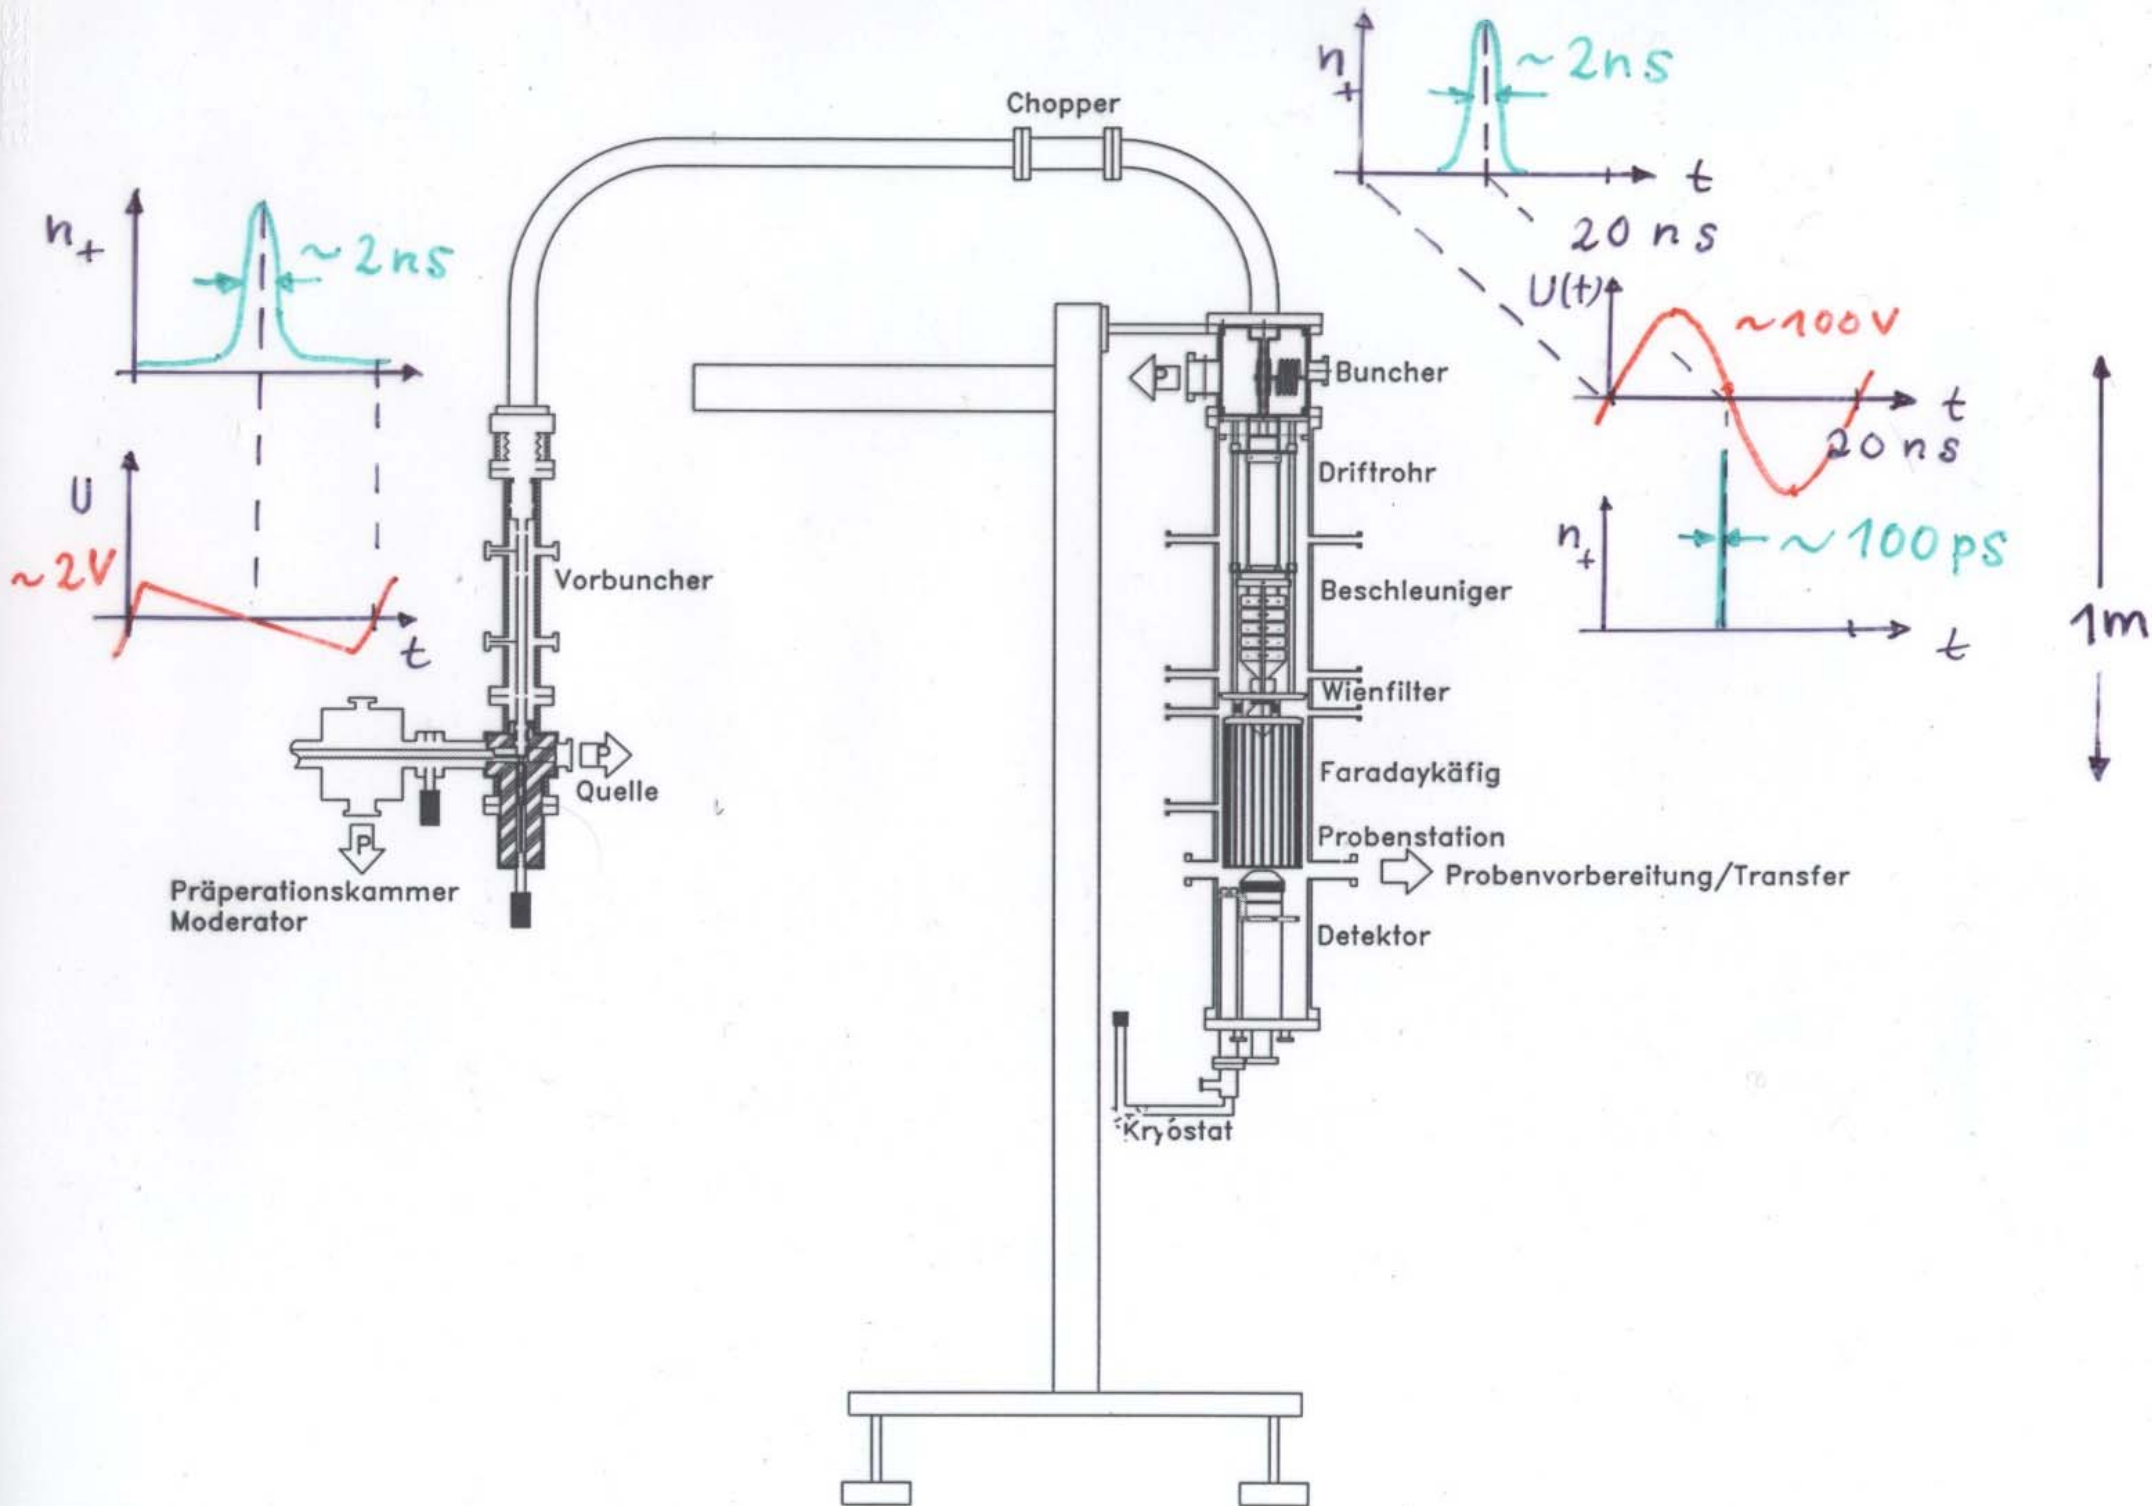 Chopper
n+
~2ns
t
20 ns
n+
~2ns
U(t)
~100V
t
20 ns
Buncher
P
Driftrohr
U
~2V
t
Vorbuncher
n+
~100ps
t
1m
Beschleuniger
Wienfilter
P
Quelle
Faradaykäfig
P
Probenstation
Probenvorbereitung/Transfer
Präperationskammer
Moderator
Detektor
Kryostat